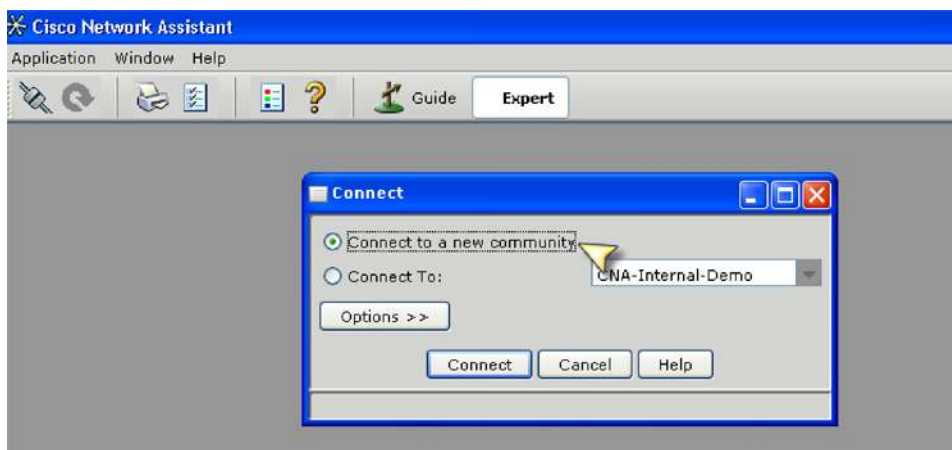 Cisco Network Assistant
Application Window Help
Guide Expert
Connect
Connect to a new community
Connect To: CNA-Internal-Demo
Options >>
Connect Cancel Help